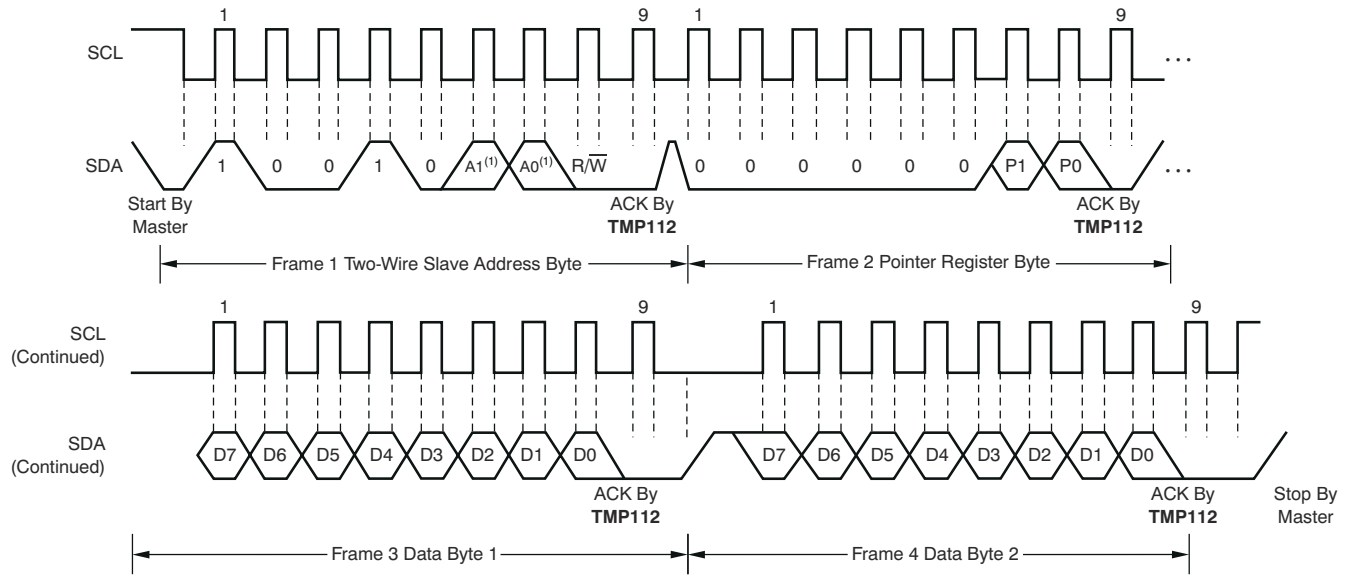 1 9 1 9
SCL
...
SDA 1 0 0 1 0 A1(1) A0(1) R/W̅ 0 0 0 0 0 0 P1 P0 ...
Start By Master
ACK By TMP112
ACK By TMP112
Frame 1 Two-Wire Slave Address Byte
Frame 2 Pointer Register Byte
1 9 1 9
SCL
(Continued)
SDA
(Continued)
D7 D6 D5 D4 D3 D2 D1 D0 D7 D6 D5 D4 D3 D2 D1 D0
ACK By TMP112
ACK By TMP112
Stop By Master
Frame 3 Data Byte 1
Frame 4 Data Byte 2